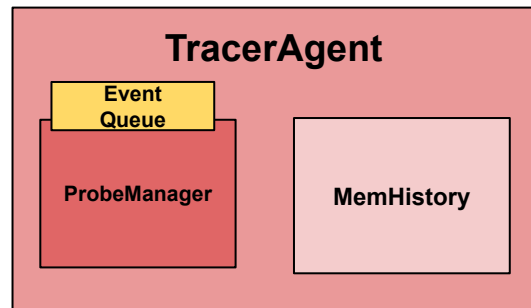 TracerAgent
Event
Queue
ProbeManager
MemHistory